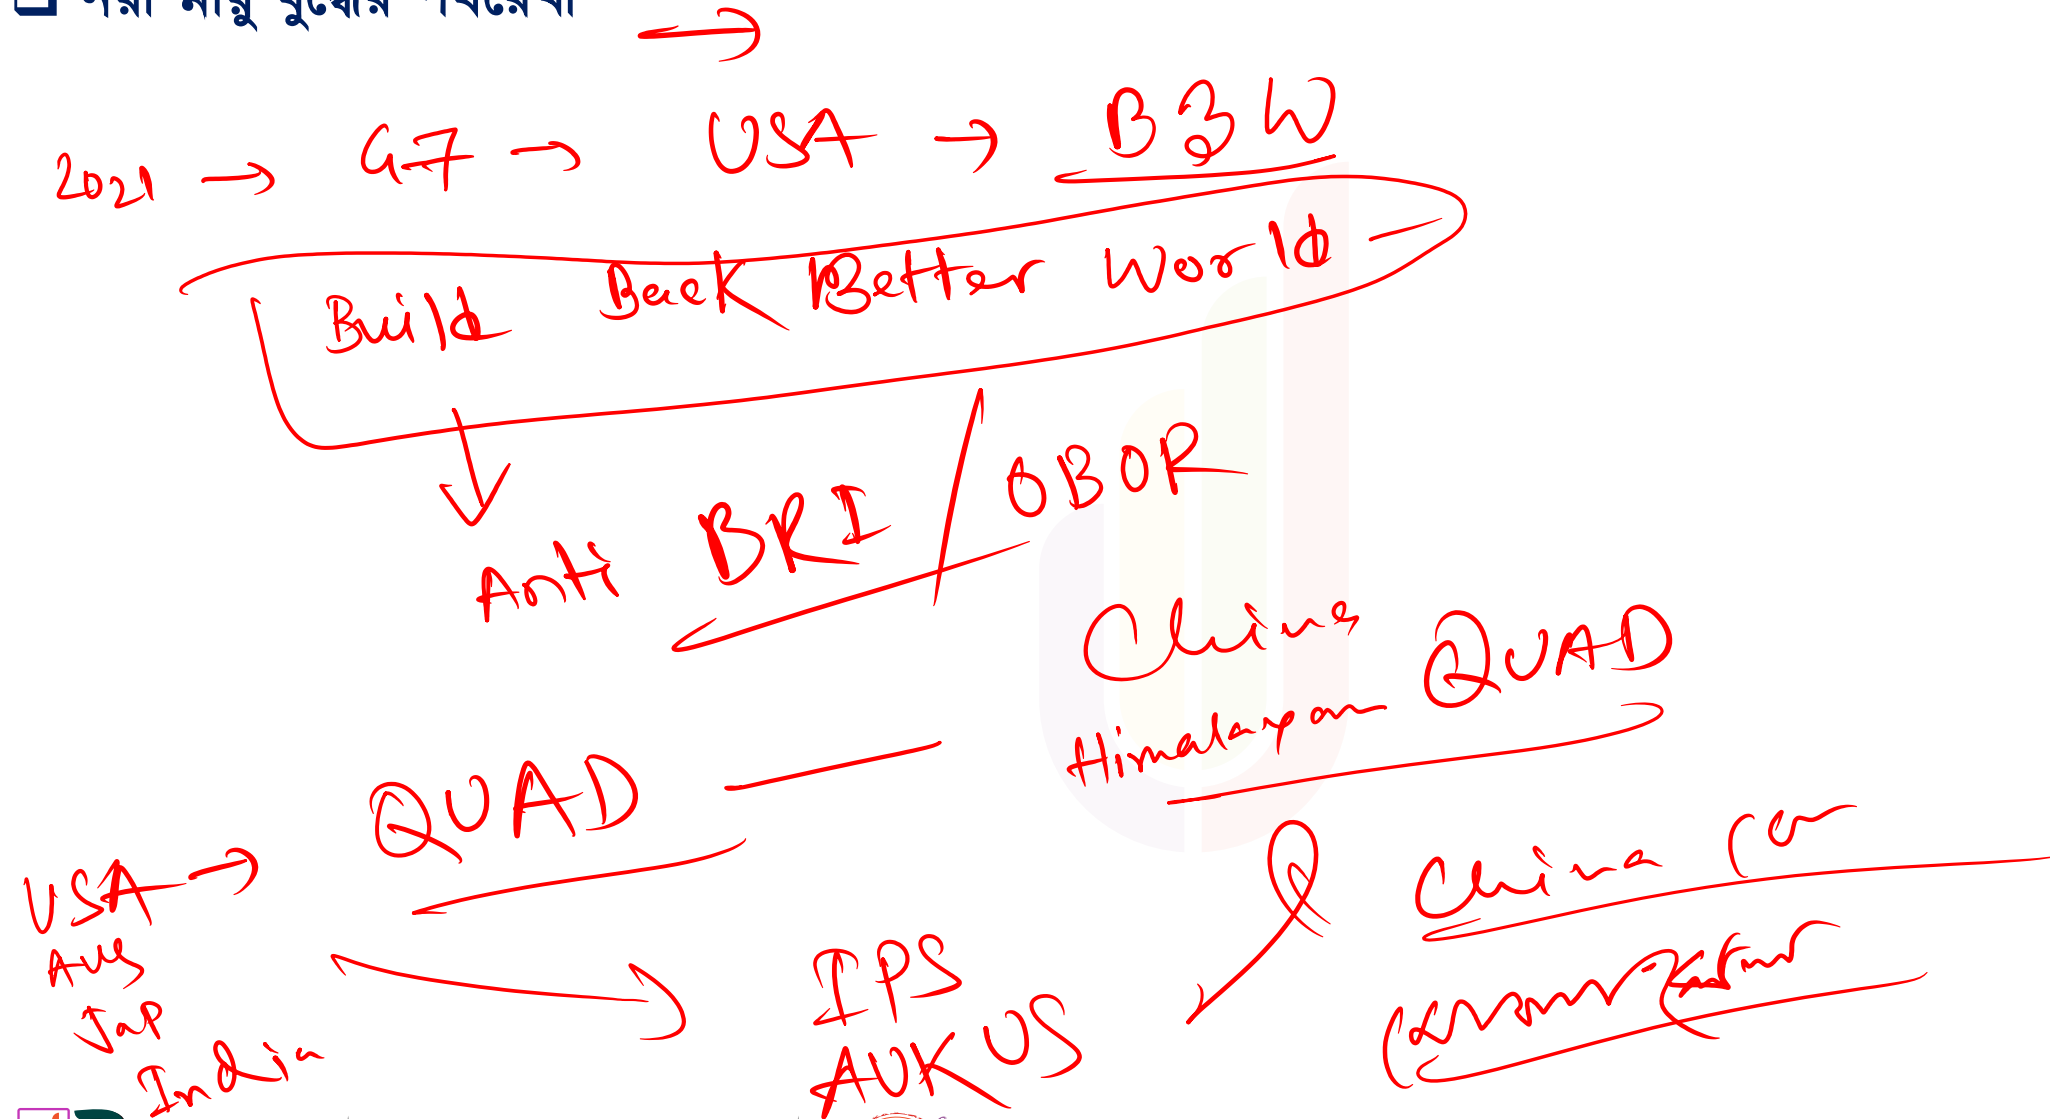 2021 → G7 → USA → B3W
Build Back Better World -
Anti BRI / OBOR
China
Himalayan QUAD
QUAD —
USA →
Aus
Jap
India
IPS
AUKUS
China